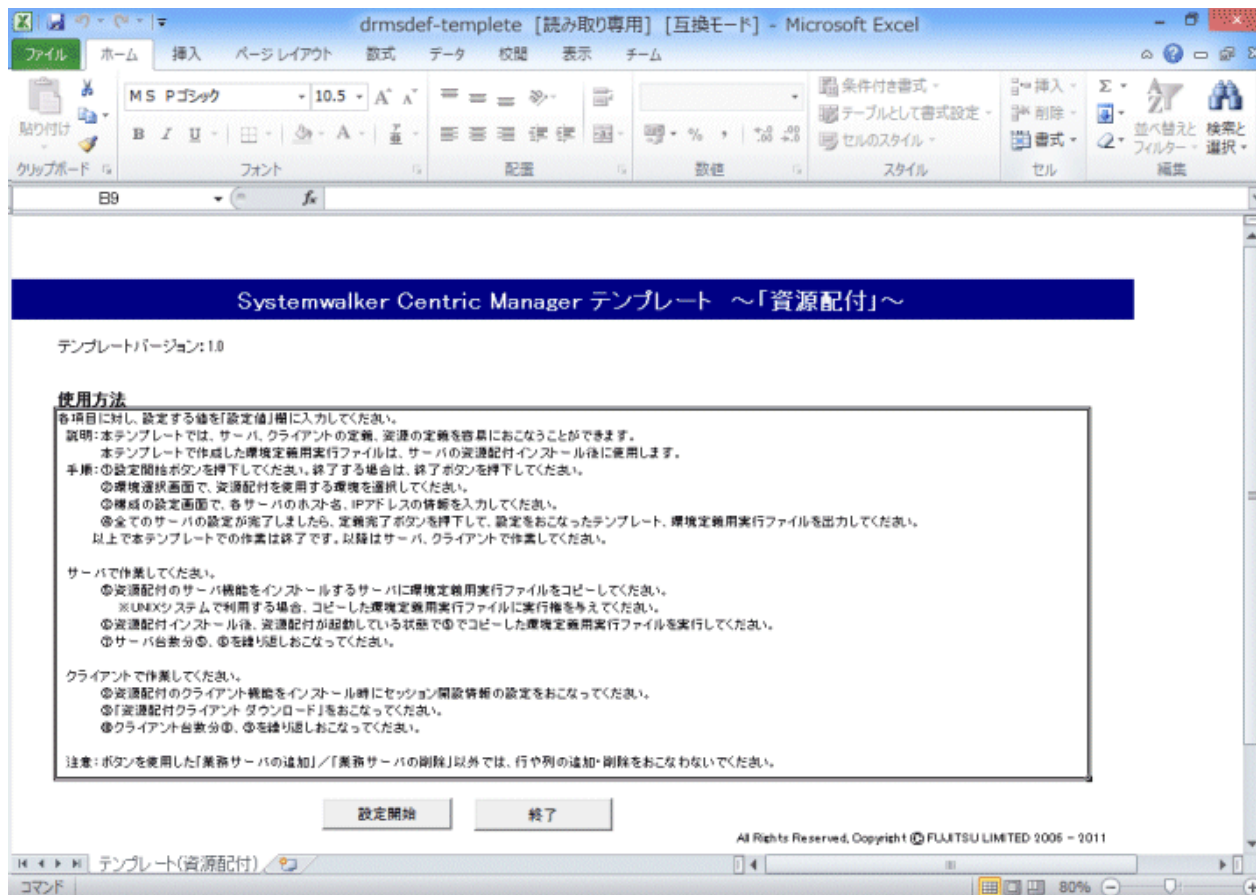 drmsdef-templete [読み取り専用] [互換モード] - Microsoft Excel
ファイル ホーム 挿入 ページ レイアウト 数式 データ 校閲 表示 チーム
MS Pゴシック 10.5 条件付き書式 挿入 Σ
貼り付け テーブルとして書式設定 削除 並べ替えと 検索と
B I U A % セルのスタイル 書式 フィルター 選択
クリップボード フォント 配置 数値 スタイル セル 編集
B9 fx
Systemwalker Centric Manager テンプレート ～「資源配付」～
テンプレートバージョン:1.0
使用方法
各項目に対し、設定する値を「設定値」欄に入力してください。
説明:本テンプレートでは、サーバ、クライアントの定義、資源の定義を容易におこなうことができます。
本テンプレートで作成した環境定義用実行ファイルは、サーバの資源配付インストール後に使用します。
手順:①設定開始ボタンを押下してください。終了する場合は、終了ボタンを押下してください。
②環境選択画面で、資源配付を使用する環境を選択してください。
③構成の設定画面で、各サーバのホスト名、IPアドレスの情報を入力してください。
④全てのサーバの設定が完了しましたら、定義完了ボタンを押下して、設定をおこなったテンプレート、環境定義用実行ファイルを出力してください。
以上で本テンプレートでの作業は終了です。以降はサーバ、クライアントで作業してください。
サーバで作業してください。
⑤資源配付のサーバ機能をインストールするサーバに環境定義用実行ファイルをコピーしてください。
※UNIXシステムで利用する場合、コピーした環境定義用実行ファイルに実行権を与えてください。
⑥資源配付インストール後、資源配付が起動している状態で⑤でコピーした環境定義用実行ファイルを実行してください。
⑦サーバ台数分⑤、⑥を繰り返しおこなってください。
クライアントで作業してください。
⑧資源配付のクライアント機能をインストール時にセッション開設情報の設定をおこなってください。
⑨「資源配付クライアント ダウンロード」をおこなってください。
⑩クライアント台数分⑧、⑨を繰り返しおこなってください。
注意:ボタンを使用した「業務サーバの追加」／「業務サーバの削除」以外では、行や列の追加・削除をおこなわないでください。
設定開始 終了
All Rights Reserved, Copyright © FUJITSU LIMITED 2006 - 2011
テンプレート(資源配付)
コマンド 80%